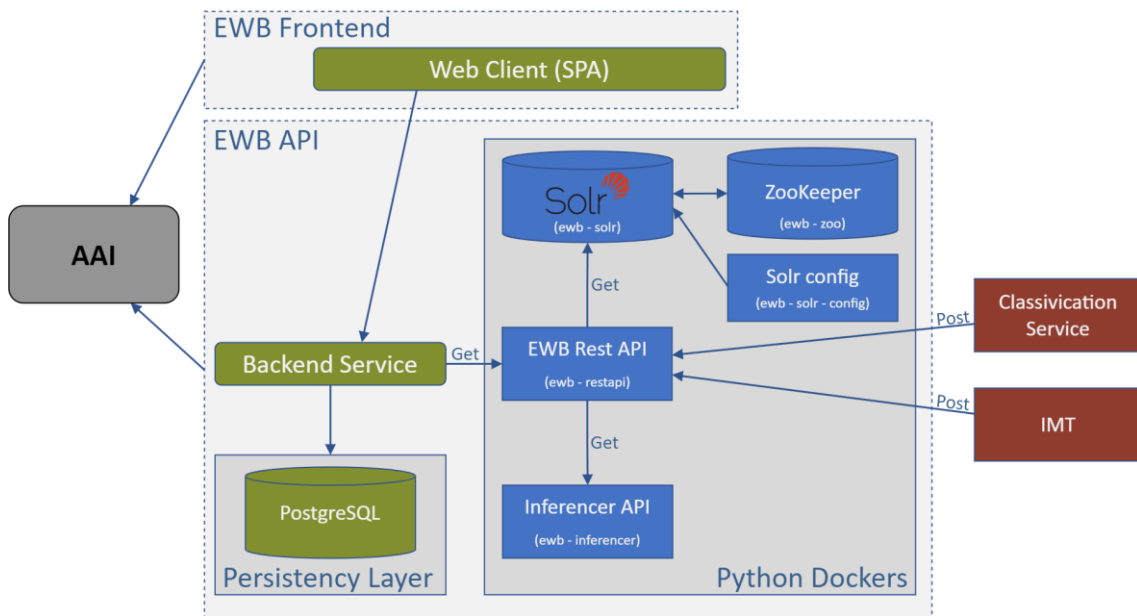 EWB Frontend
Web Client (SPA)
EWB API
Solr
(ewb - solr)
ZooKeeper
(ewb - zoo)
AAI
Get
Solr config
(ewb - solr - config)
Classivication
Service
Post
Backend Service
Get
EWB Rest API
(ewb - restapi)
Post
IMT
Get
PostgreSQL
Inferencer API
(ewb - inferencer)
Persistency Layer
Python Dockers